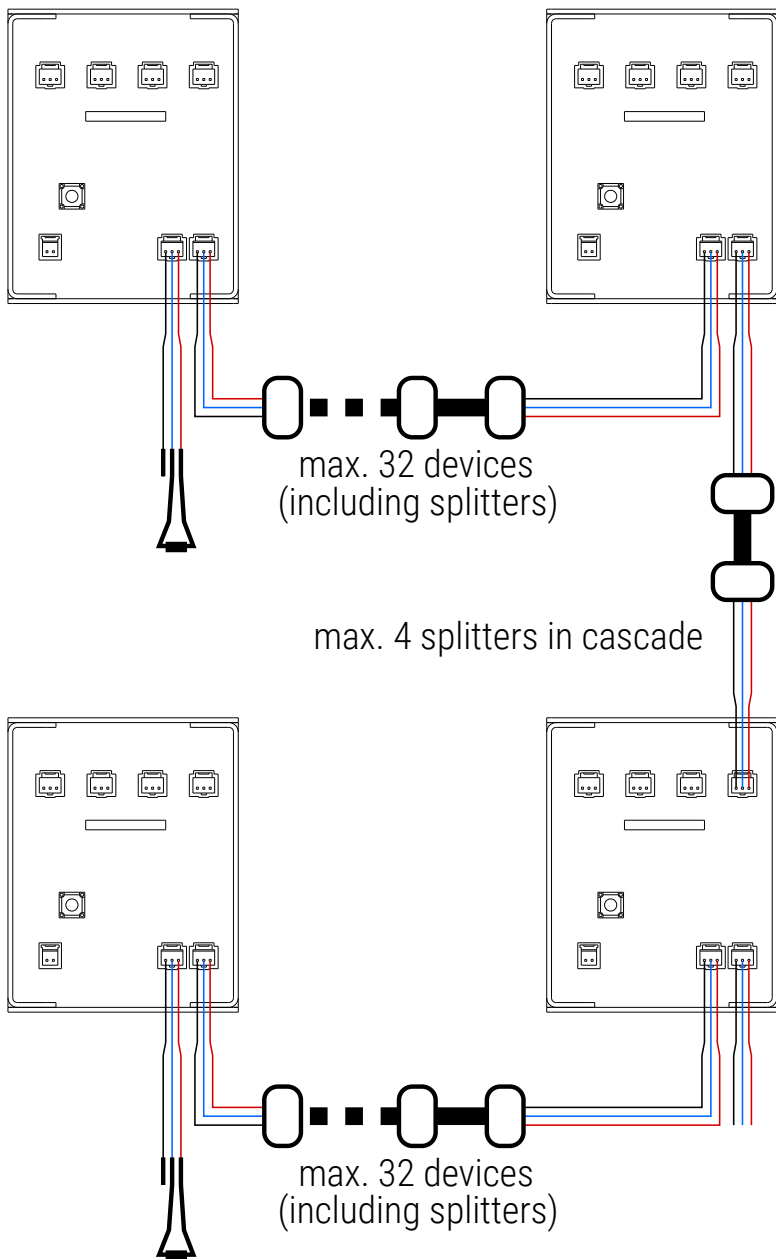 max. 32 devices
(including splitters)
max. 4 splitters in cascade
max. 32 devices
(including splitters)